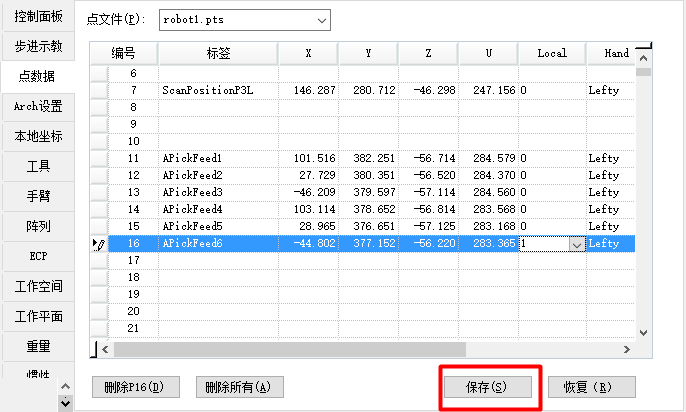 控制面板
步进示教
点数据
Arch设置
本地坐标
工具
手臂
阵列
ECP
工作空间
工作平面
重量
惯性
点文件(P): robot1.pts
编号 标签 X Y Z U Local Hand
6
7 ScanPositionP3L 146.287 280.712 -46.298 247.156 0 Lefty
8
9
10
11 APickFeed1 101.516 382.251 -56.714 284.579 0 Lefty
12 APickFeed2 27.729 380.351 -56.520 284.370 0 Lefty
13 APickFeed3 -46.209 379.597 -57.114 284.560 0 Lefty
14 APickFeed4 103.114 378.652 -56.814 283.568 0 Lefty
15 APickFeed5 28.965 376.651 -57.125 283.168 0 Lefty
16 APickFeed6 -44.802 377.152 -56.220 283.365 1 Lefty
17
18
19
20
21
删除P16(D) 删除所有(A) 保存(S) 恢复(R)